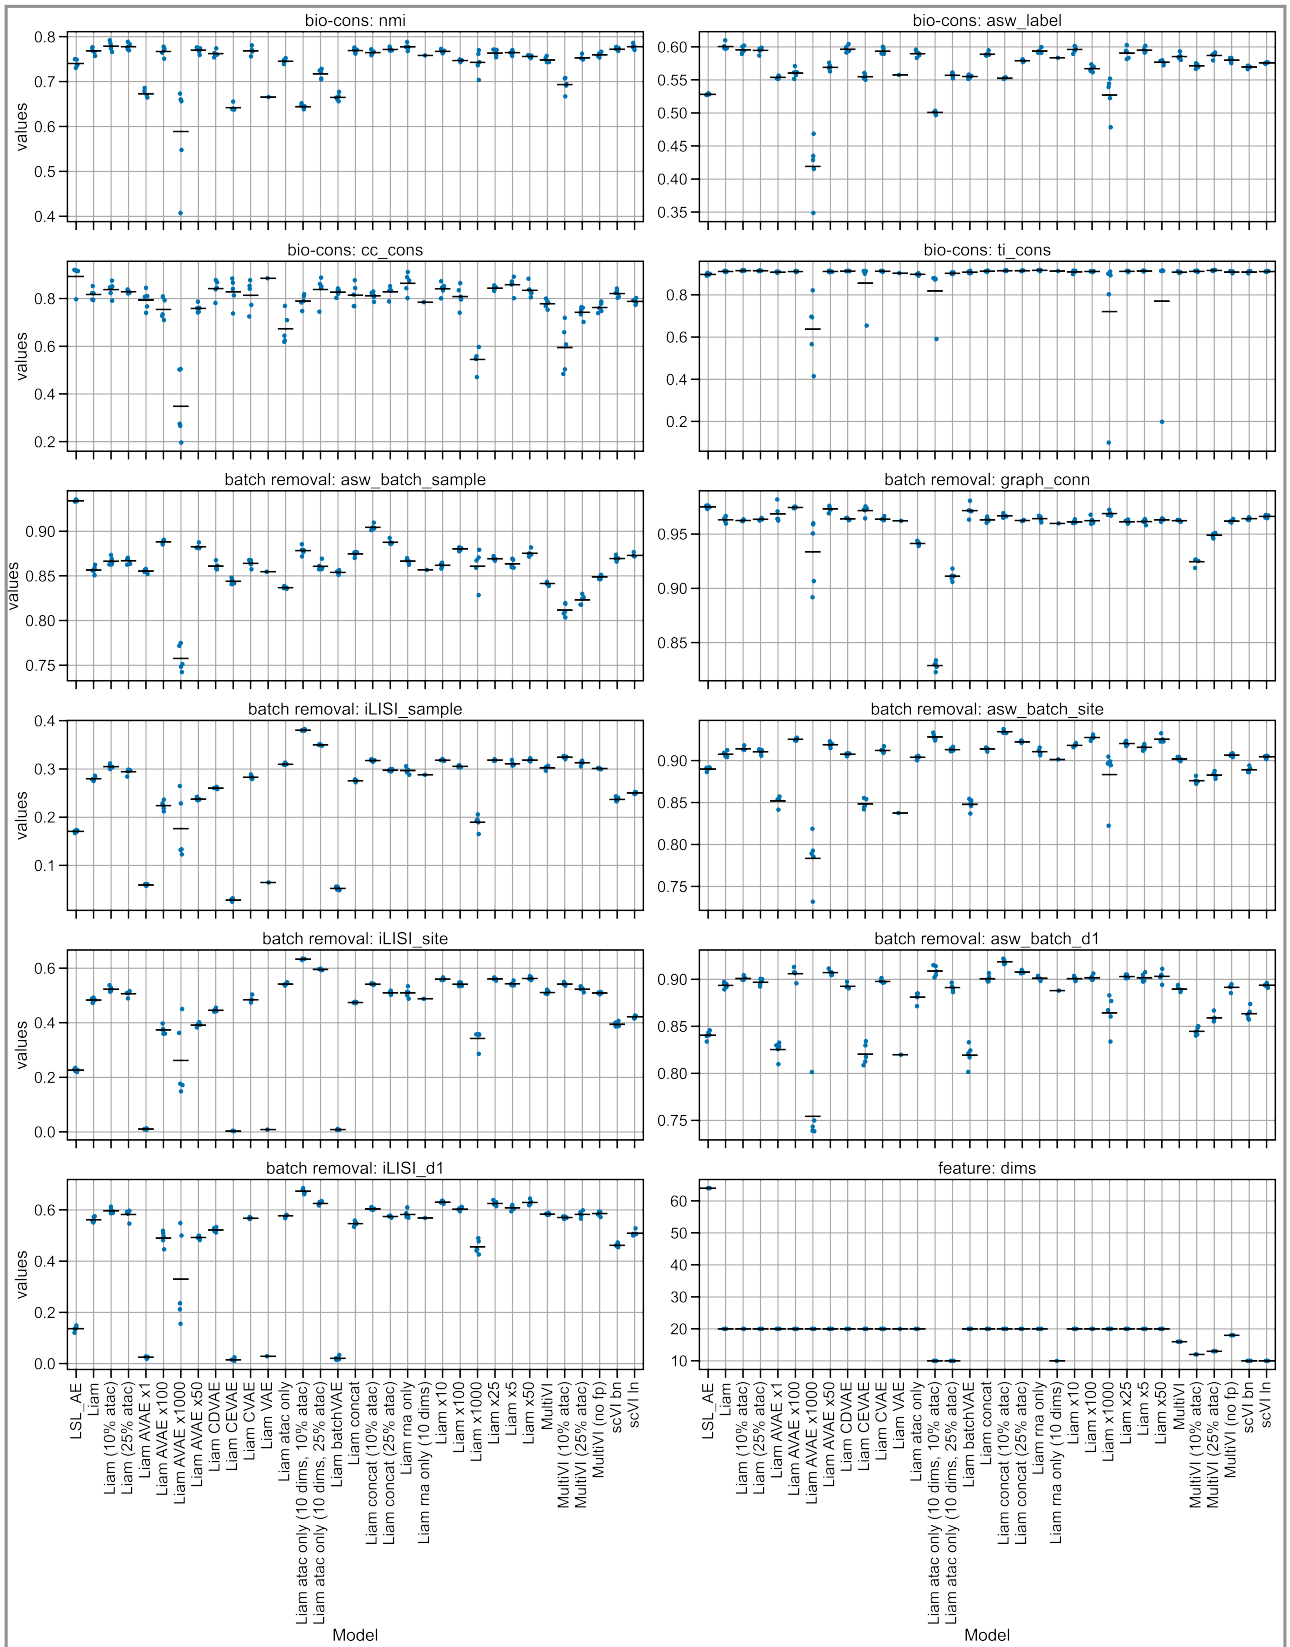 bio-cons: nmi
0.8
0.7
0.6
0.5
0.4
values
bio-cons: asw_label
0.60
0.55
0.50
0.45
0.40
0.35
bio-cons: cc_cons
0.8
0.6
0.4
0.2
values
bio-cons: ti_cons
0.8
0.6
0.4
0.2
batch removal: asw_batch_sample
0.90
0.85
0.80
0.75
values
batch removal: graph_conn
0.95
0.90
0.85
batch removal: iLISI_sample
0.4
0.3
0.2
0.1
values
batch removal: asw_batch_site
0.90
0.85
0.80
0.75
batch removal: iLISI_site
0.6
0.4
0.2
0.0
values
batch removal: asw_batch_d1
0.90
0.85
0.80
0.75
batch removal: iLISI_d1
0.6
0.4
0.2
0.0
values
feature: dims
60
50
40
30
20
10
LSL_AE
Liam
Liam (10% atac)
Liam (25% atac)
Liam AVAE x1
Liam AVAE x100
Liam AVAE x1000
Liam AVAE x50
Liam CDVAE
Liam CEVAE
Liam CVAE
Liam VAE
Liam atac only
Liam atac only (10 dims, 10% atac)
Liam atac only (10 dims, 25% atac)
Liam batchVAE
Liam concat
Liam concat (10% atac)
Liam concat (25% atac)
Liam rna only
Liam rna only (10 dims)
Liam x10
Liam x100
Liam x1000
Liam x25
Liam x5
Liam x50
MultiVI
MultiVI (10% atac)
MultiVI (25% atac)
MultiVI (no fp)
scVI bn
scVI ln
Model
LSL_AE
Liam
Liam (10% atac)
Liam (25% atac)
Liam AVAE x1
Liam AVAE x100
Liam AVAE x1000
Liam AVAE x50
Liam CDVAE
Liam CEVAE
Liam CVAE
Liam VAE
Liam atac only
Liam atac only (10 dims, 10% atac)
Liam atac only (10 dims, 25% atac)
Liam batchVAE
Liam concat
Liam concat (10% atac)
Liam concat (25% atac)
Liam rna only
Liam rna only (10 dims)
Liam x10
Liam x100
Liam x1000
Liam x25
Liam x5
Liam x50
MultiVI
MultiVI (10% atac)
MultiVI (25% atac)
MultiVI (no fp)
scVI bn
scVI ln
Model